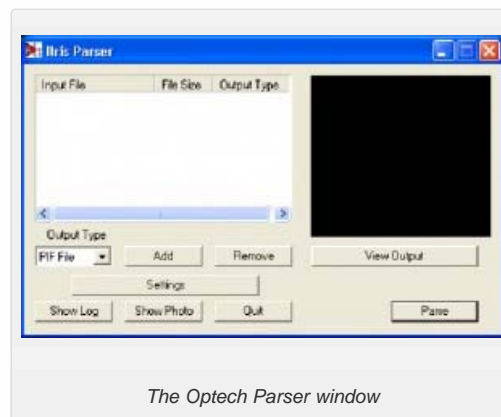 Ilris Parser
Input File File Size Output Type
Output Type
PIF File Add Remove View Output
Settings
Show Log Show Photo Quit Parse
The Optech Parser window